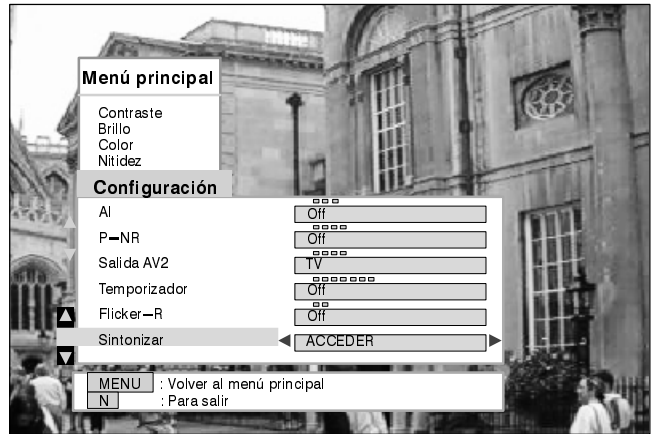 Menú principal
Contraste
Brillo
Color
Nitidez
Configuración
AI Off
P–NR Off
Salida AV2 TV
Temporizador Off
Flicker–R Off
Sintonizar ACCEDER
MENU : Volver al menú principal
N : Para salir